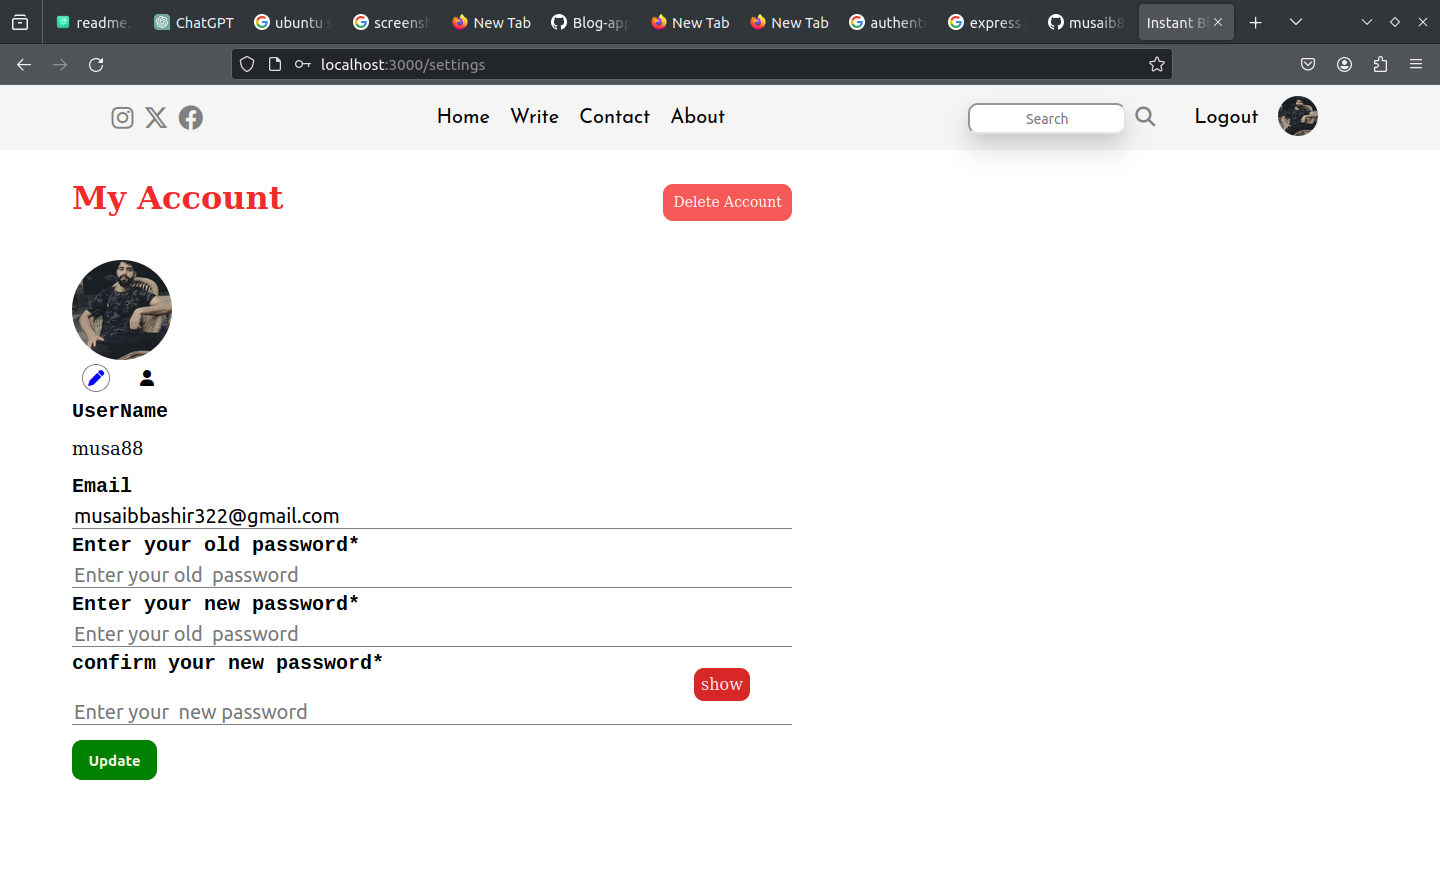 readme. ChatGPT ubuntu s screensh New Tab Blog-app New Tab New Tab authenti express j musaib8 Instant Bl
localhost:3000/settings
Home Write Contact About Search Logout
My Account Delete Account
UserName
musa88
Email
musaibbashir322@gmail.com
Enter your old password*
Enter your old  password
Enter your new password*
Enter your old  password
confirm your new password*
show
Enter your  new password
Update